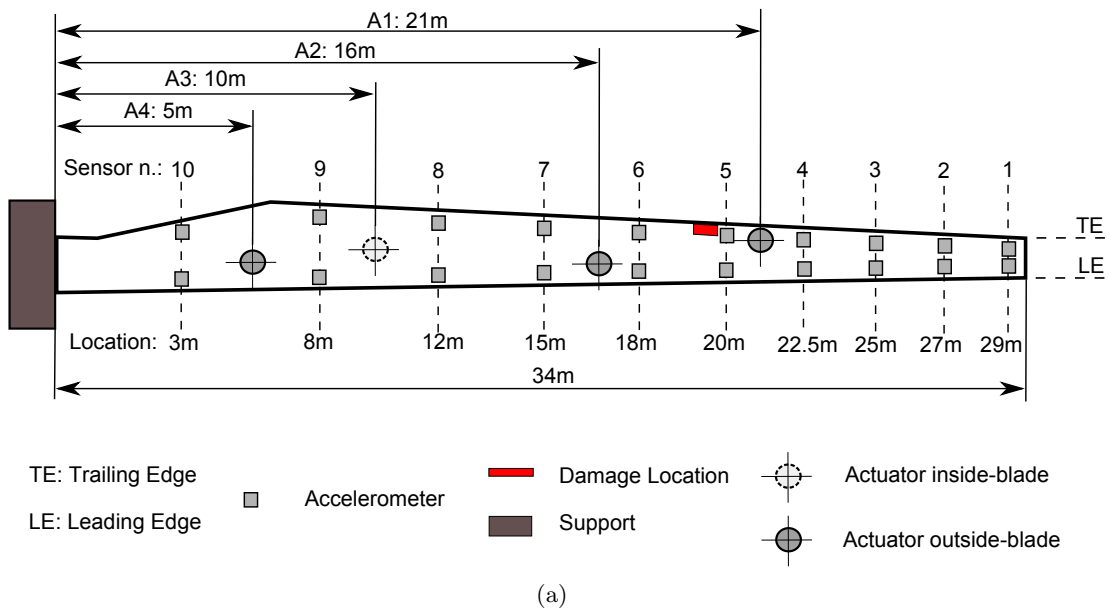 A1: 21m
A2: 16m
A3: 10m
A4: 5m
Sensor n.: 10 9 8 7 6 5 4 3 2 1
TE
LE
Location: 3m 8m 12m 15m 18m 20m 22.5m 25m 27m 29m
34m
TE: Trailing Edge
LE: Leading Edge
Accelerometer
Damage Location
Support
Actuator inside-blade
Actuator outside-blade
(a)